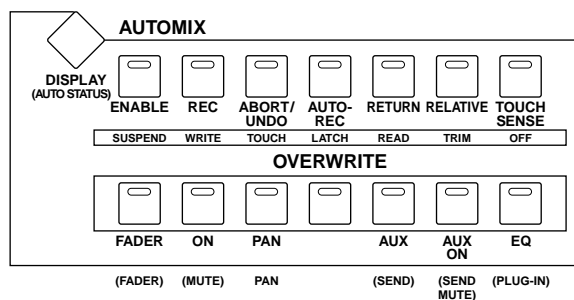 AUTOMIX
DISPLAY
(AUTO STATUS)
ENABLE REC ABORT/ AUTO- RETURN RELATIVE TOUCH
UNDO REC SENSE
SUSPEND WRITE TOUCH LATCH READ TRIM OFF
OVERWRITE
FADER ON PAN AUX AUX EQ
ON
(FADER) (MUTE) PAN (SEND) (SEND (PLUG-IN)
MUTE)